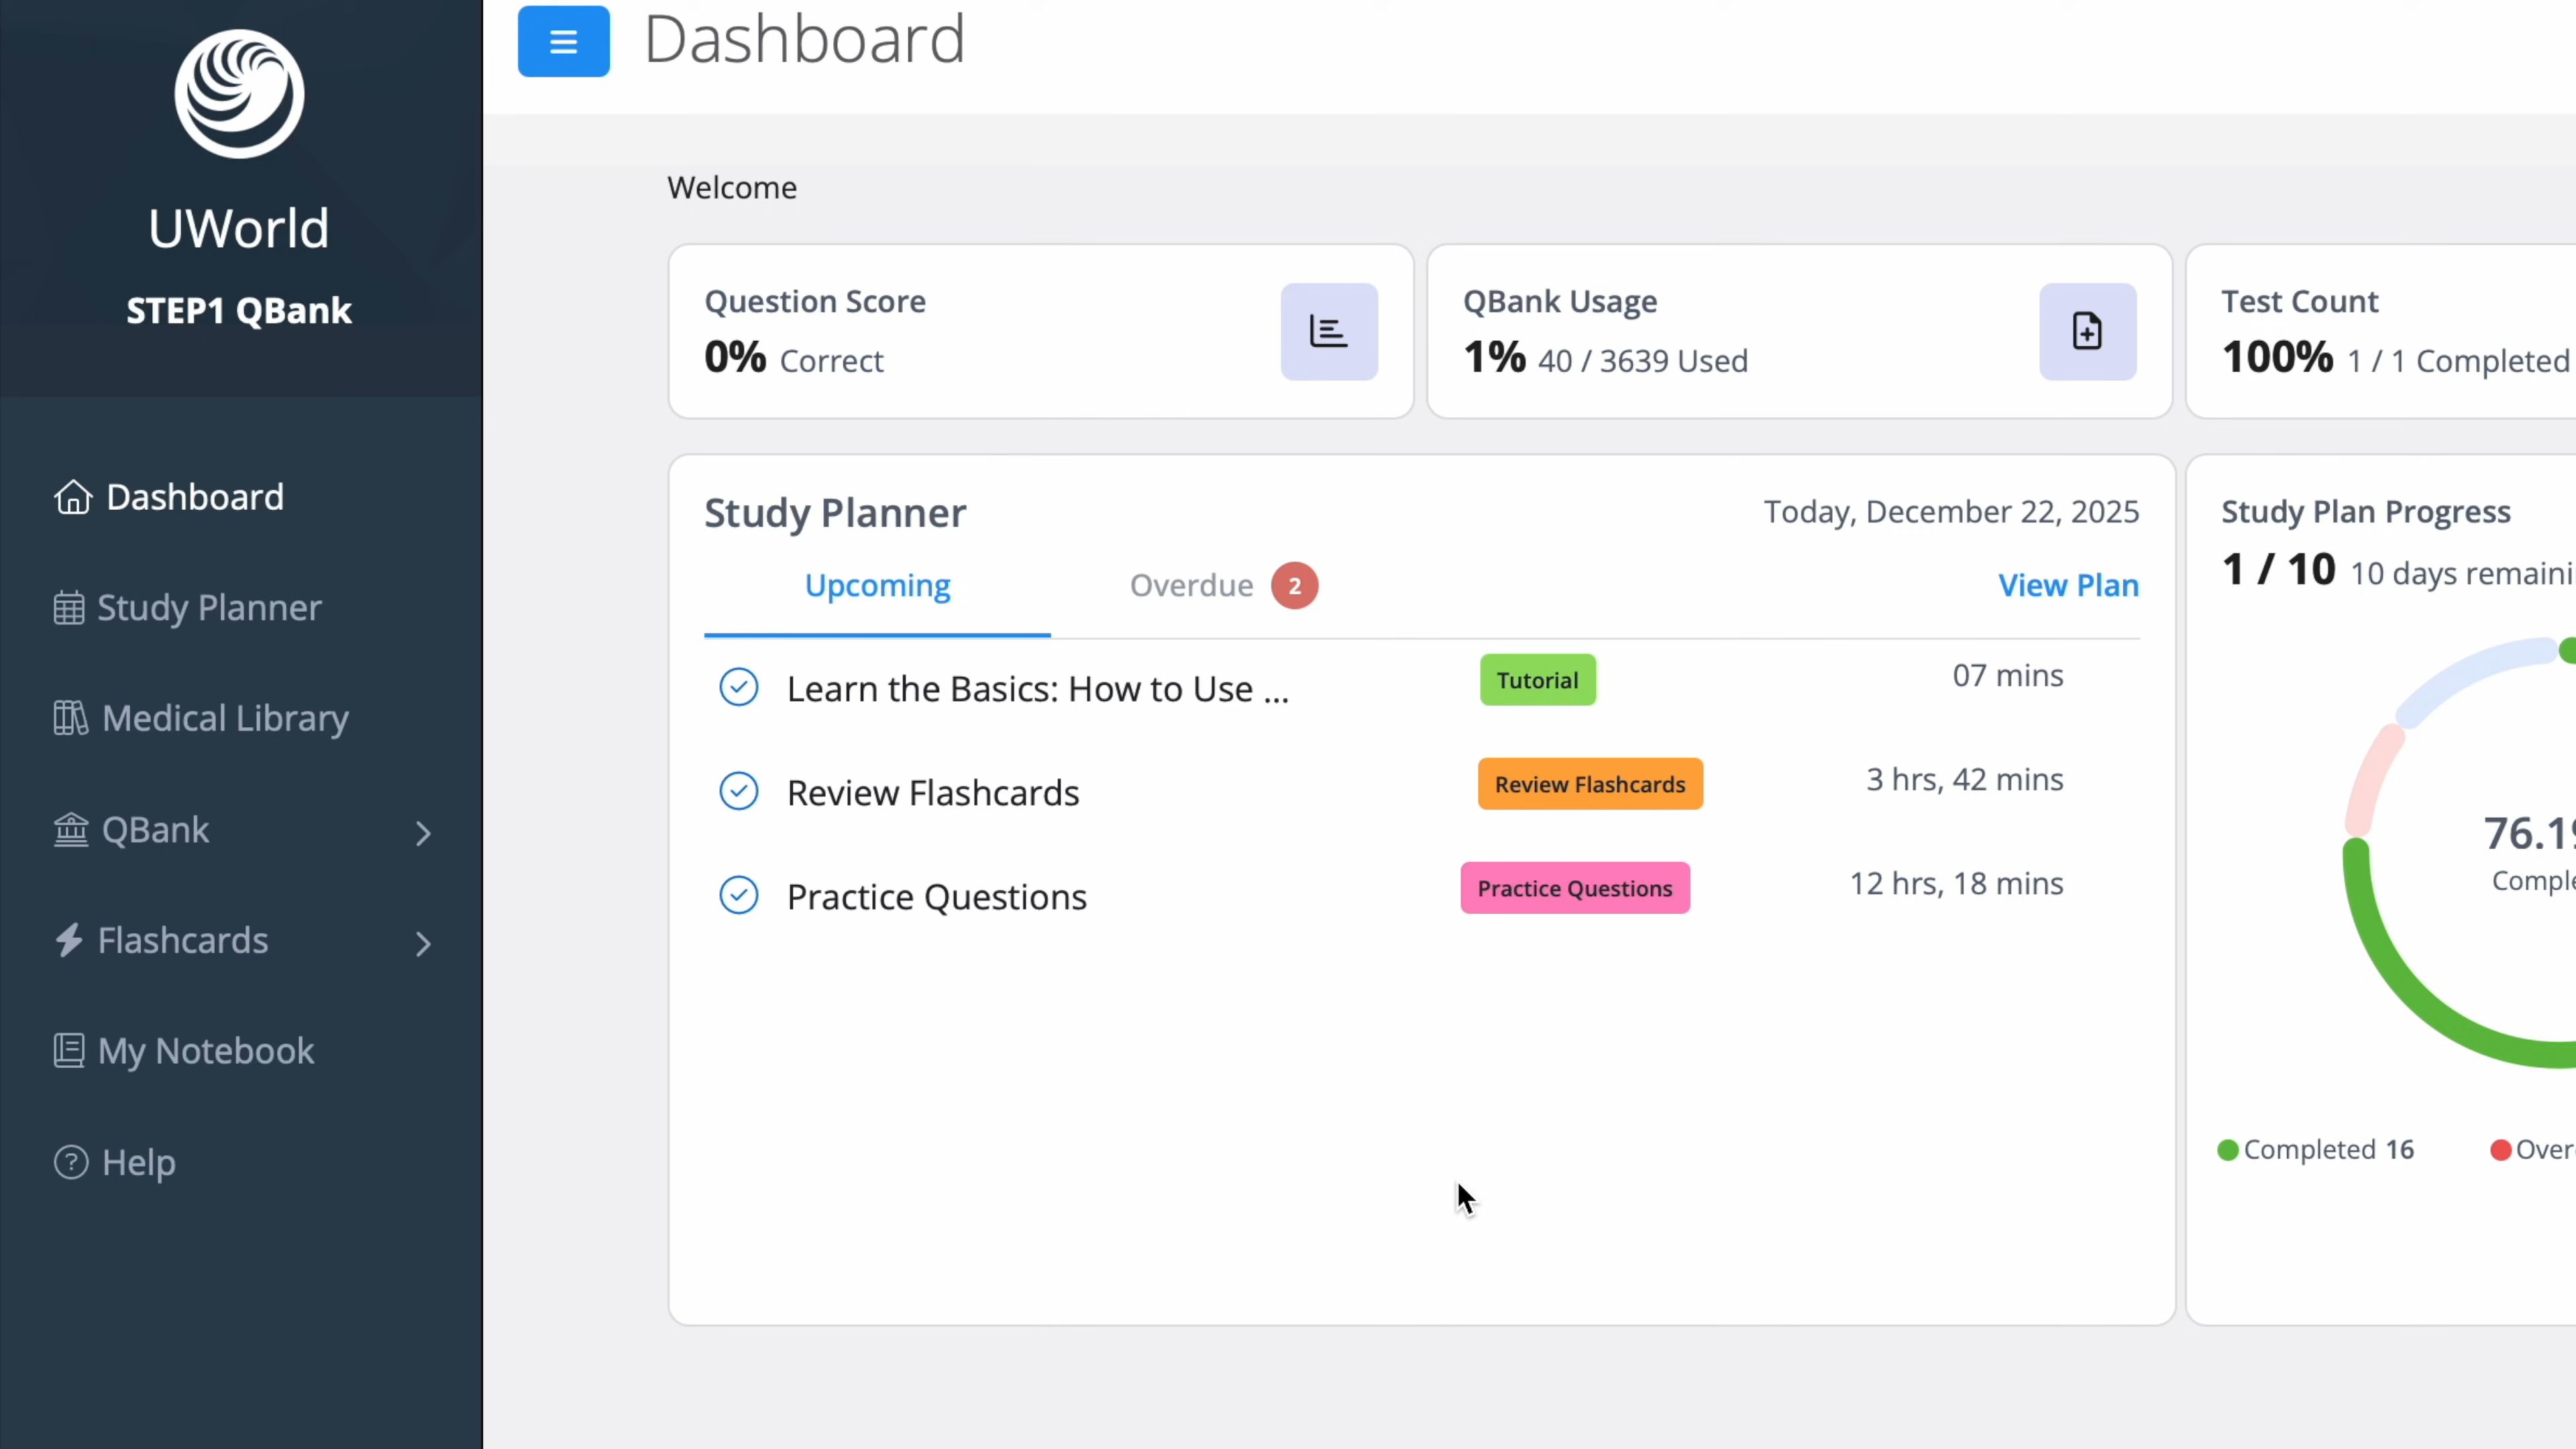 UWorld
STEP1 QBank
Dashboard
Study Planner
Medical Library
QBank
Flashcards
My Notebook
Help
Dashboard
Welcome
Question Score
0% Correct
QBank Usage
1% 40 / 3639 Used
Test Count
100% 1 / 1 Completed
Study Planner
Today, December 22, 2025
Upcoming
Overdue 2
View Plan
Learn the Basics: How to Use ... Tutorial 07 mins
Review Flashcards Review Flashcards 3 hrs, 42 mins
Practice Questions Practice Questions 12 hrs, 18 mins
Study Plan Progress
1 / 10 10 days
Completed 16